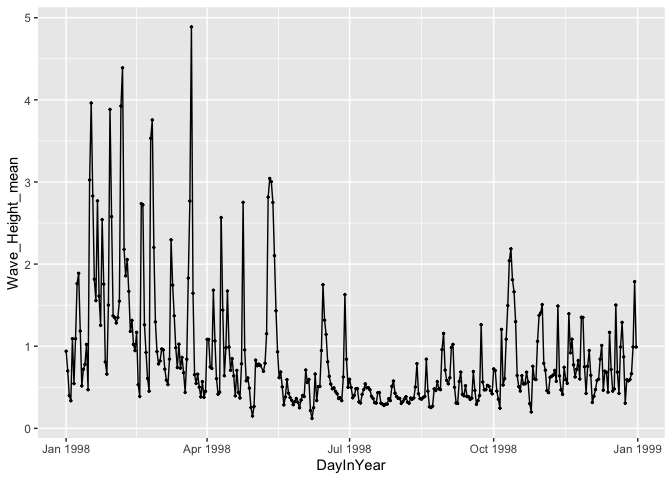 5
4
3
2
1
0
Wave_Height_mean
Jan 1998
Apr 1998
Jul 1998
Oct 1998
Jan 1999
DayInYear